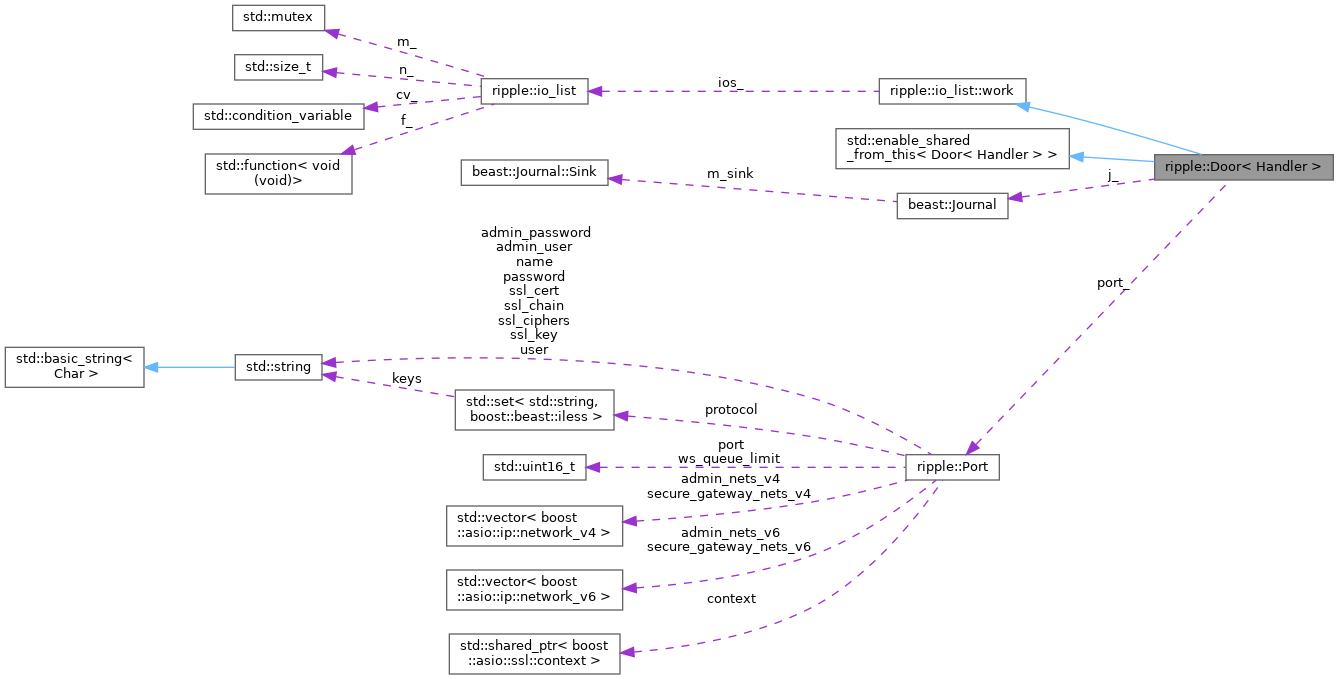 std::mutex
m_
std::size_t
n_
ripple::io_list
ios_
ripple::io_list::work
cv_
std::condition_variable
f_
std::function< void
(void)>
std::enable_shared
_from_this< Door< Handler > >
ripple::Door< Handler >
beast::Journal::Sink
m_sink
j_
beast::Journal
port_
admin_password
admin_user
name
password
ssl_cert
ssl_chain
ssl_ciphers
ssl_key
user
std::basic_string<
Char >
std::string
keys
std::set< std::string,
boost::beast::iless >
protocol
port
ws_queue_limit
std::uint16_t
ripple::Port
admin_nets_v4
secure_gateway_nets_v4
std::vector< boost
::asio::ip::network_v4 >
admin_nets_v6
secure_gateway_nets_v6
std::vector< boost
::asio::ip::network_v6 >
context
std::shared_ptr< boost
::asio::ssl::context >